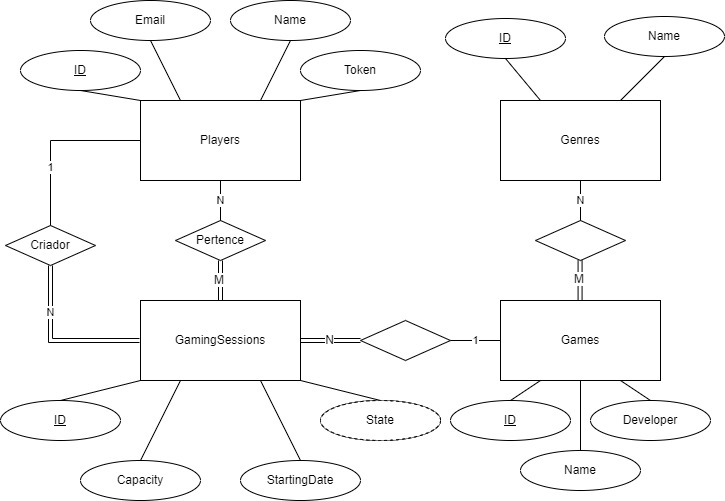 Email
Name
ID
Token
ID
Name
Players
Genres
1
N
N
Criador
Pertence
N
M
M
GamingSessions
N
1
Games
ID
State
ID
Developer
Capacity
StartingDate
Name